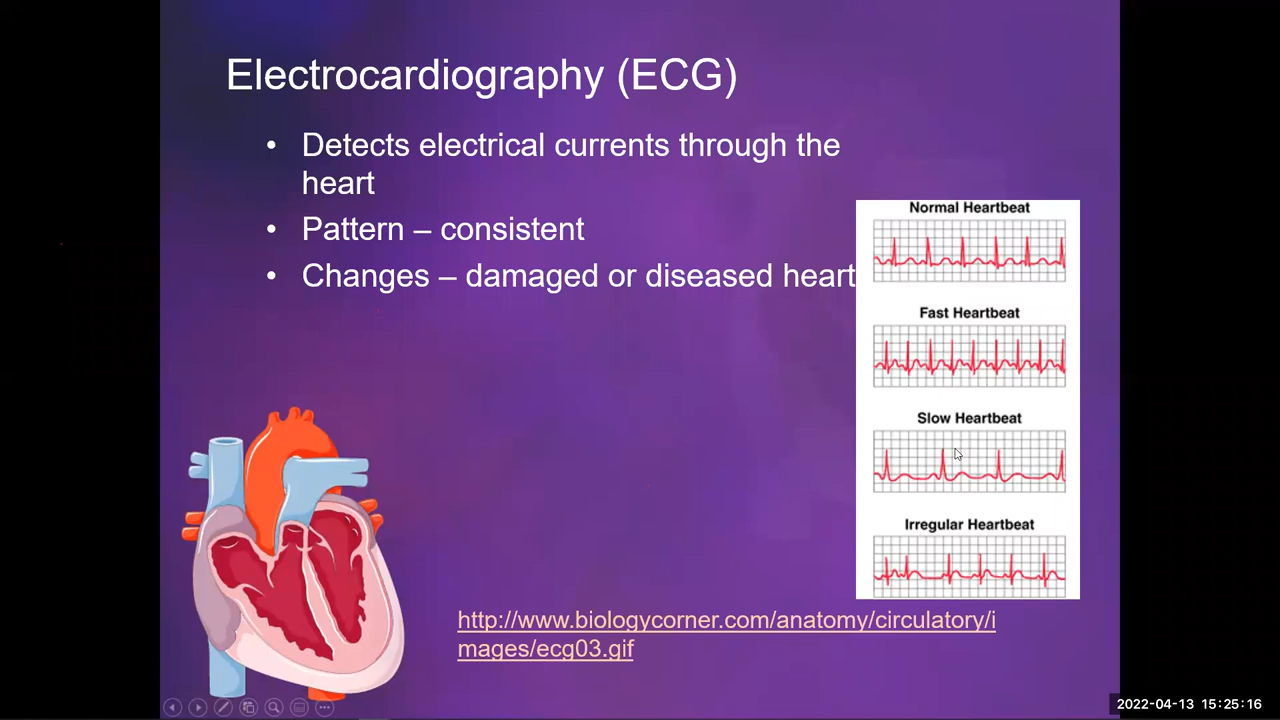 Electrocardiography (ECG)
• Detects electrical currents through the
heart
• Pattern – consistent
• Changes – damaged or diseased heart
Normal Heartbeat
Fast Heartbeat
Slow Heartbeat
Irregular Heartbeat
http://www.biologycorner.com/anatomy/circulatory/i
mages/ecg03.gif
2022-04-13 15:25:16